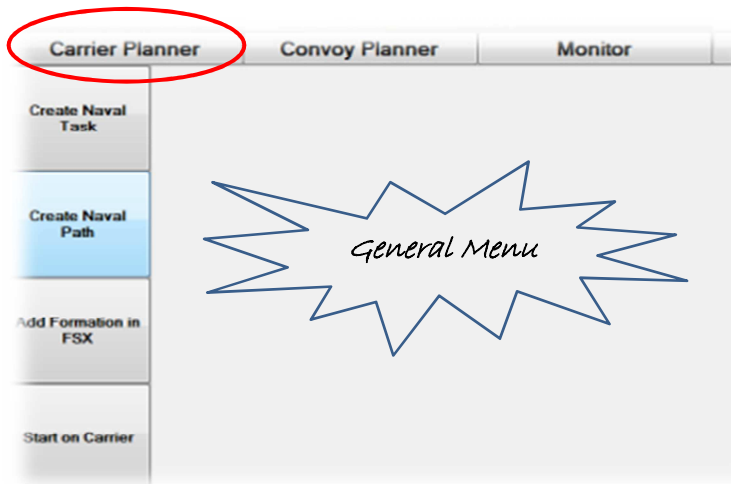 Carrier Planner Convoy Planner Monitor
Create Naval
Task
Create Naval
Path
General Menu
Add Formation in
FSX
Start on Carrier